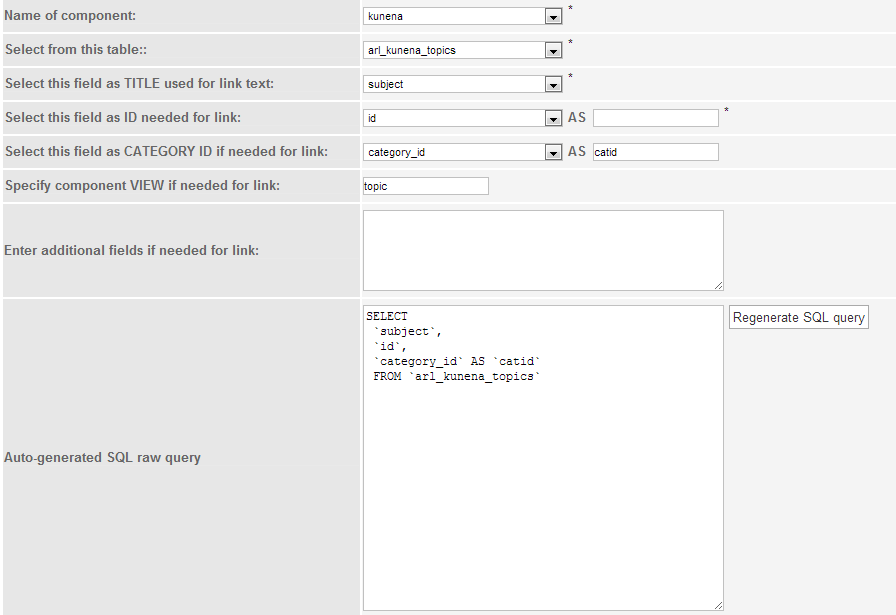 Name of component: kunena *
Select from this table:: arl_kunena_topics *
Select this field as TITLE used for link text: subject *
Select this field as ID needed for link: id AS *
Select this field as CATEGORY ID if needed for link: category_id AS catid
Specify component VIEW if needed for link: topic
Enter additional fields if needed for link:
Auto-generated SQL raw query
SELECT
`subject`,
`id`,
`category_id` AS `catid`
FROM `arl_kunena_topics`
Regenerate SQL query